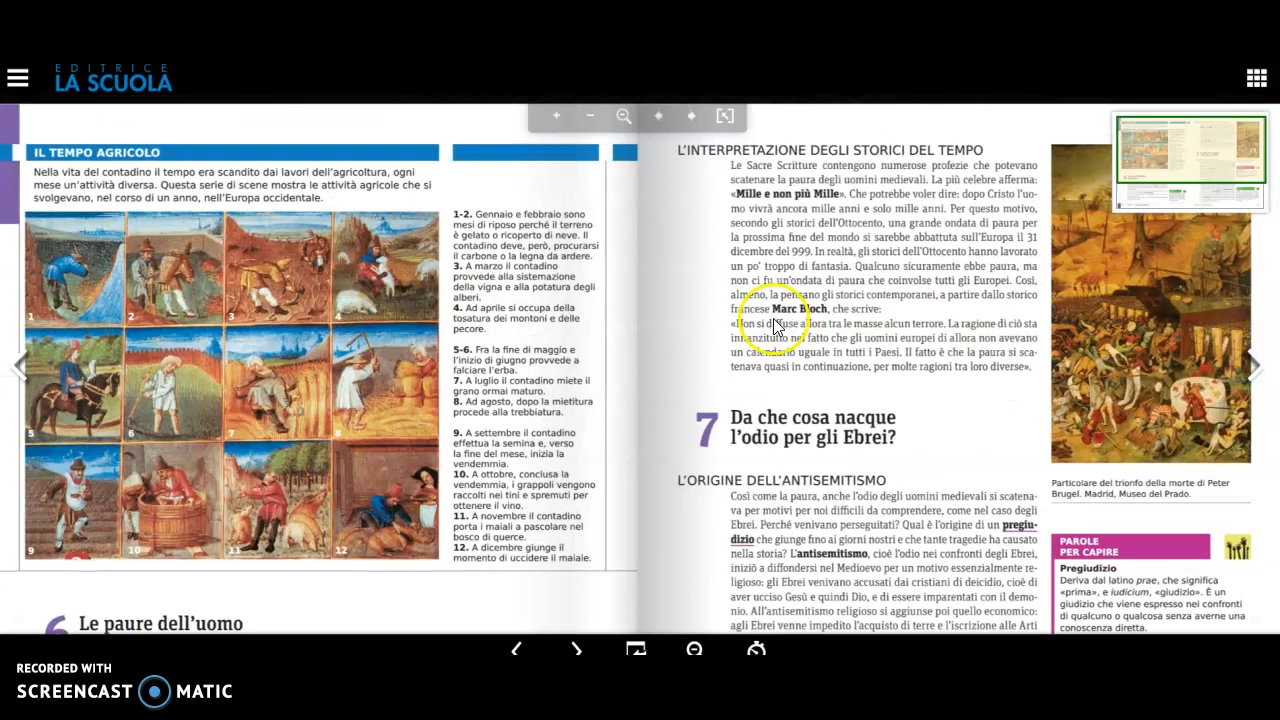 EDITRICE
LA SCUOLA
IL TEMPO AGRICOLO
Nella vita del contadino il tempo era scandito dai lavori dell'agricoltura, ogni
mese un'attività diversa. Questa serie di scene mostra le attività agricole che si
svolgevano, nel corso di un anno, nell'Europa occidentale.
1
2
3
4
5
6
7
8
9
10
11
12
1-2. Gennaio e febbraio sono
mesi di riposo perché il terreno
è gelato o ricoperto di neve. Il
contadino deve, però, procurarsi
il carbone o la legna da ardere.
3. A marzo il contadino
provvede alla sistemazione
della vigna e alla potatura degli
alberi.
4. Ad aprile si occupa della
tosatura dei montoni e delle
pecore.
5-6. Fra la fine di maggio e
l'inizio di giugno provvede a
falciare l'erba.
7. A luglio il contadino miete il
grano ormai maturo.
8. Ad agosto, dopo la mietitura
procede alla trebbiatura.
9. A settembre il contadino
effettua la semina e, verso
la fine del mese, inizia la
vendemmia.
10. A ottobre, conclusa la
vendemmia, i grappoli vengono
raccolti nei tini e spremuti per
ottenere il vino.
11. A novembre il contadino
porta i maiali a pascolare nel
bosco di querce.
12. A dicembre giunge il
momento di uccidere il maiale.
6 Le paure dell'uomo
L'INTERPRETAZIONE DEGLI STORICI DEL TEMPO
Le Sacre Scritture contengono numerose profezie che potevano
scatenare la paura degli uomini medievali. La più celebre afferma:
«Mille e non più Mille». Che potrebbe voler dire: dopo Cristo l'uo-
mo vivrà ancora mille anni e solo mille anni. Per questo motivo,
secondo gli storici dell'Ottocento, una grande ondata di paura per
la prossima fine del mondo si sarebbe abbattuta sull'Europa il 31
dicembre del 999. In realtà, gli storici dell'Ottocento hanno lavorato
un po' troppo di fantasia. Qualcuno sicuramente ebbe paura, ma
non ci fu un'ondata di paura che coinvolse tutti gli Europei. Così,
almeno, la pensano gli storici contemporanei, a partire dallo storico
francese Marc Bloch, che scrive:
«Non si diffuse allora tra le masse alcun terrore. La ragione di ciò sta
innanzitutto nel fatto che gli uomini europei di allora non avevano
un calendario uguale in tutti i Paesi. Il fatto è che la paura si sca-
tenava quasi in continuazione, per molte ragioni tra loro diverse».
7 Da che cosa nacque
l'odio per gli Ebrei?
L'ORIGINE DELL'ANTISEMITISMO
Così come la paura, anche l'odio degli uomini medievali si scatena-
va per motivi per noi difficili da comprendere, come nel caso degli
Ebrei. Perché venivano perseguitati? Qual è l'origine di un pregiu-
dizio che giunge fino ai giorni nostri e che tante tragedie ha causato
nella storia? L'antisemitismo, cioè l'odio nei confronti degli Ebrei,
iniziò a diffondersi nel Medioevo per un motivo essenzialmente re-
ligioso: gli Ebrei venivano accusati dai cristiani di deicidio, cioè di
aver ucciso Gesù e quindi Dio, e di essere imparentati con il demo-
nio. All'antisemitismo religioso si aggiunse poi quello economico:
agli Ebrei venne impedito l'acquisto di terre e l'iscrizione alle Arti
Particolare del trionfo della morte di Peter
Brugel. Madrid, Museo del Prado.
PAROLE
PER CAPIRE
Pregiudizio
Deriva dal latino prae, che significa
«prima», e iudicium, «giudizio». È un
giudizio che viene espresso nei confronti
di qualcuno o qualcosa senza averne una
conoscenza diretta.
RECORDED WITH
SCREENCAST MATIC